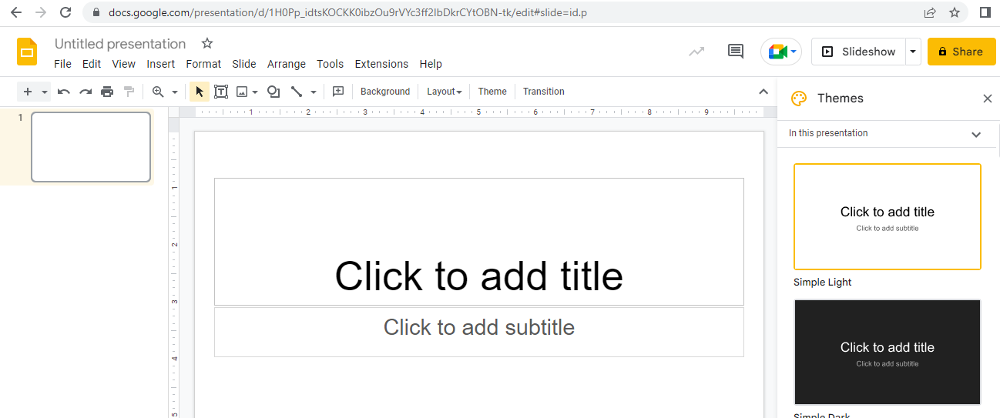 docs.google.com/presentation/d/1H0Pp_idtsKOCKK0ibzOu9rVYc3ff2IbDkrCYtOBN-tk/edit#slide=id.p
Untitled presentation
File Edit View Insert Format Slide Arrange Tools Extensions Help
Slideshow
Share
Background Layout Theme Transition
Themes
In this presentation
1
1 2 3 4 5 6 7 8 9
1
2
3
4
5
Click to add title
Click to add subtitle
Click to add title
Click to add subtitle
Simple Light
Click to add title
Click to add subtitle
Simple Dark